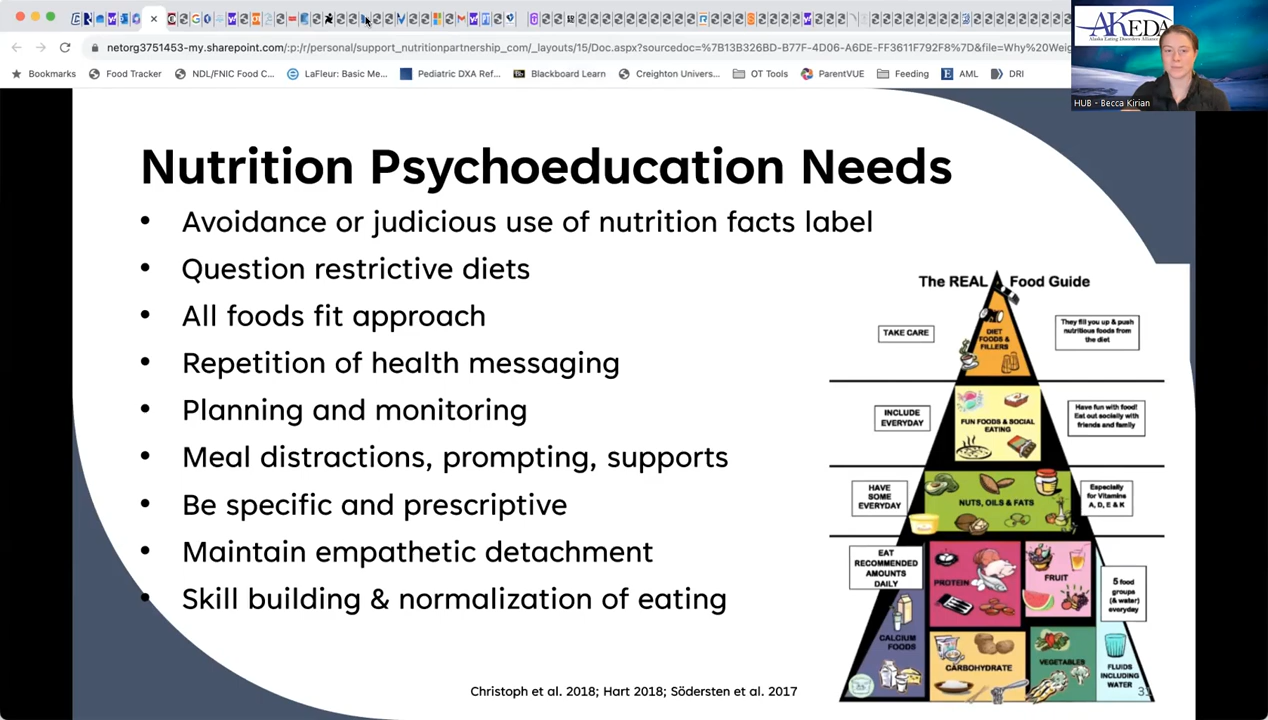 netorg3751453-my.sharepoint.com/:p:/r/personal/support_nutritionpartnership_com/_layouts/15/Doc.aspx?sourcedoc=%7B13B326BD-B77F-4D06-A6DE-FF3611F792F8%7D&file=Why%20Weig
Bookmarks
Food Tracker
NDL/FNIC Food C...
LaFleur: Basic Me...
Pediatric DXA Ref...
Blackboard Learn
Creighton Univers...
OT Tools
ParentVUE
Feeding
AML
DRI
AKEDA
Alaska Eating Disorders Alliance
HUB - Becca Kirian
Nutrition Psychoeducation Needs
• Avoidance or judicious use of nutrition facts label
• Question restrictive diets
• All foods fit approach
• Repetition of health messaging
• Planning and monitoring
• Meal distractions, prompting, supports
• Be specific and prescriptive
• Maintain empathetic detachment
• Skill building & normalization of eating
The REAL Food Guide
TAKE CARE
DIET
FOODS &
FILLERS
They fill you up & push
nutritious foods from
the diet
INCLUDE
EVERYDAY
FUN FOODS & SOCIAL
EATING
Have fun with food!
Eat out socially with
friends and family
HAVE
SOME
EVERYDAY
NUTS, OILS & FATS
Especially
for Vitamins
A, D, E & K
EAT
RECOMMENDED
AMOUNTS
DAILY
PROTEIN
FRUIT
5 food
groups
(& water)
everyday
CALCIUM
FOODS
CARBOHYDRATE
VEGETABLES
FLUIDS
INCLUDING
WATER
Christoph et al. 2018; Hart 2018; Södersten et al. 2017